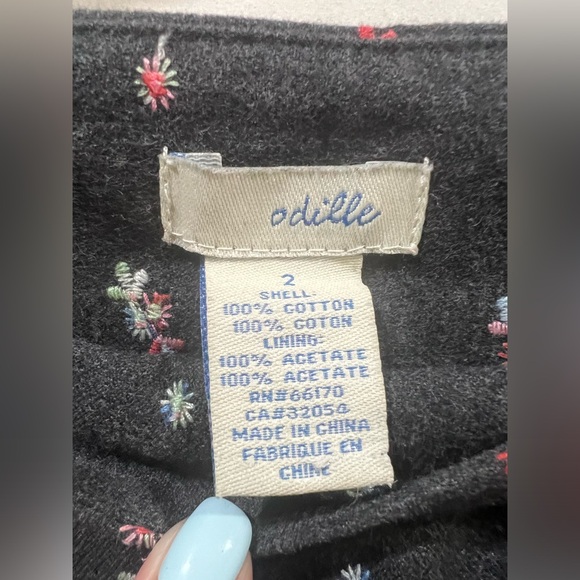 odille
2
SHELL:
100% COTTON
100% COTON
LINING:
100% ACETATE
100% ACETATE
RN#66170
CA#32054
MADE IN CHINA
FABRIQUE EN
CHINE